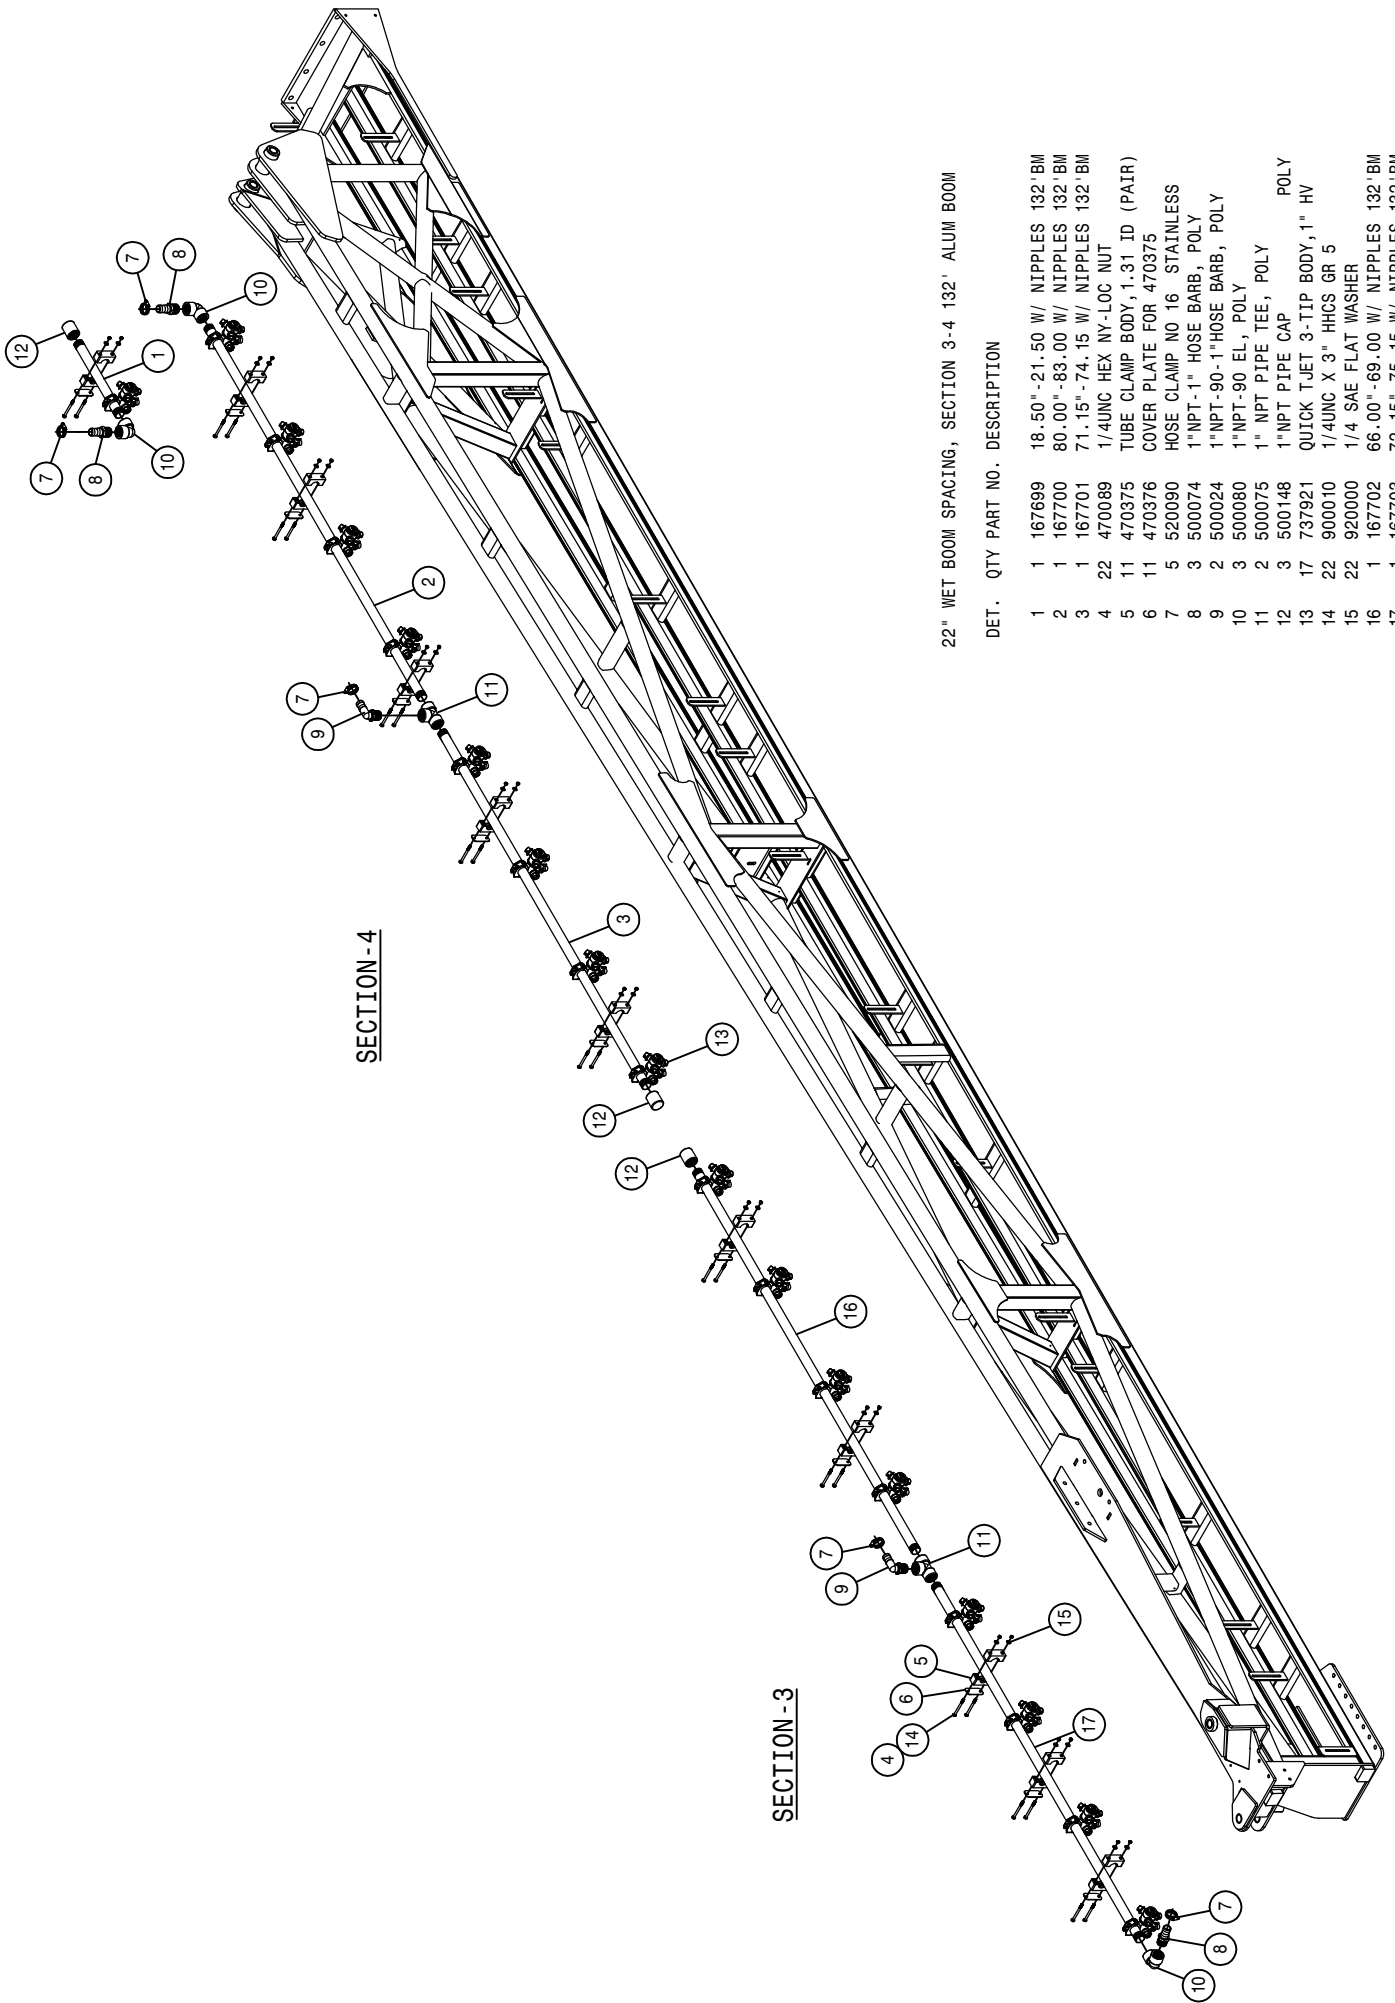 SECTION-4
SECTION-3
12
1
7
8
10
7
8
10
2
7
9
11
3
13
12
12
16
7
9
11
15
5
6
14
4
17
7
8
10
22" WET BOOM SPACING, SECTION 3-4 132' ALUM BOOM
DET. QTY PART NO. DESCRIPTION
1 1 167699 18.50"-21.50 W/ NIPPLES 132'BM
2 1 167700 80.00"-83.00 W/ NIPPLES 132'BM
3 1 167701 71.15"-74.15 W/ NIPPLES 132'BM
4 22 470089 1/4UNC HEX NY-LOC NUT
5 11 470375 TUBE CLAMP BODY,1.31 ID (PAIR)
6 11 470376 COVER PLATE FOR 470375
7 5 520090 HOSE CLAMP NO 16 STAINLESS
8 3 500074 1"NPT-1" HOSE BARB, POLY
9 2 500024 1"NPT-90-1"HOSE BARB, POLY
10 3 500080 1"NPT-90 EL, POLY
11 2 500075 1" NPT PIPE TEE, POLY
12 3 500148 1"NPT PIPE CAP POLY
13 17 737921 QUICK TJET 3-TIP BODY,1" HV
14 22 900010 1/4UNC X 3" HHCS GR 5
15 22 920000 1/4 SAE FLAT WASHER
16 1 167702 66.00"-69.00 W/ NIPPLES 132'BM
17 1 167703 72.15"-75.15 W/ NIPPLES 132'BM